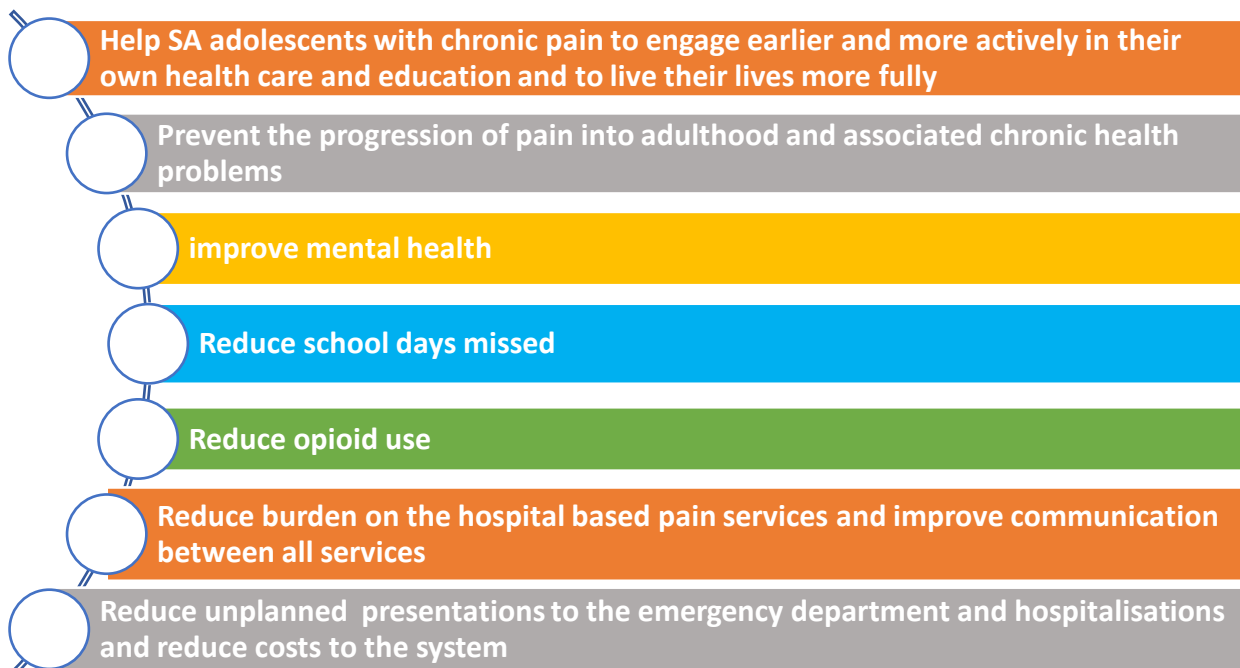 Help SA adolescents with chronic pain to engage earlier and more actively in their
own health care and education and to live their lives more fully
Prevent the progression of pain into adulthood and associated chronic health
problems
improve mental health
Reduce school days missed
Reduce opioid use
Reduce burden on the hospital based pain services and improve communication
between all services
Reduce unplanned  presentations to the emergency department and hospitalisations
and reduce costs to the system